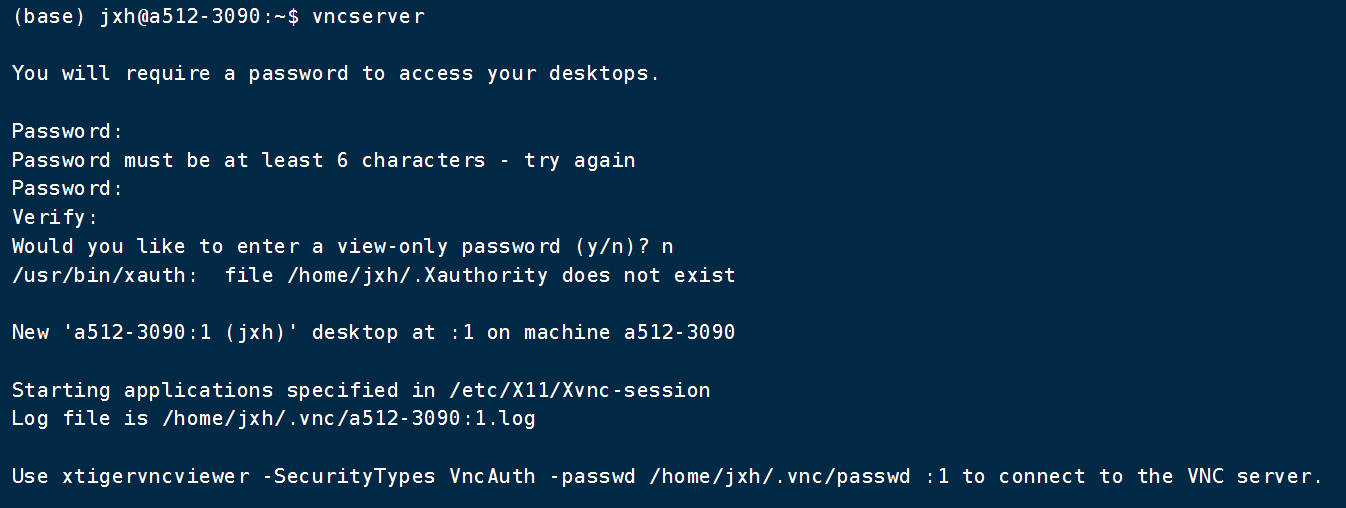 (base) jxh@a512-3090:~$ vncserver
You will require a password to access your desktops.
Password:
Password must be at least 6 characters - try again
Password:
Verify:
Would you like to enter a view-only password (y/n)? n
/usr/bin/xauth:  file /home/jxh/.Xauthority does not exist
New 'a512-3090:1 (jxh)' desktop at :1 on machine a512-3090
Starting applications specified in /etc/X11/Xvnc-session
Log file is /home/jxh/.vnc/a512-3090:1.log
Use xtigervncviewer -SecurityTypes VncAuth -passwd /home/jxh/.vnc/passwd :1 to connect to the VNC server.